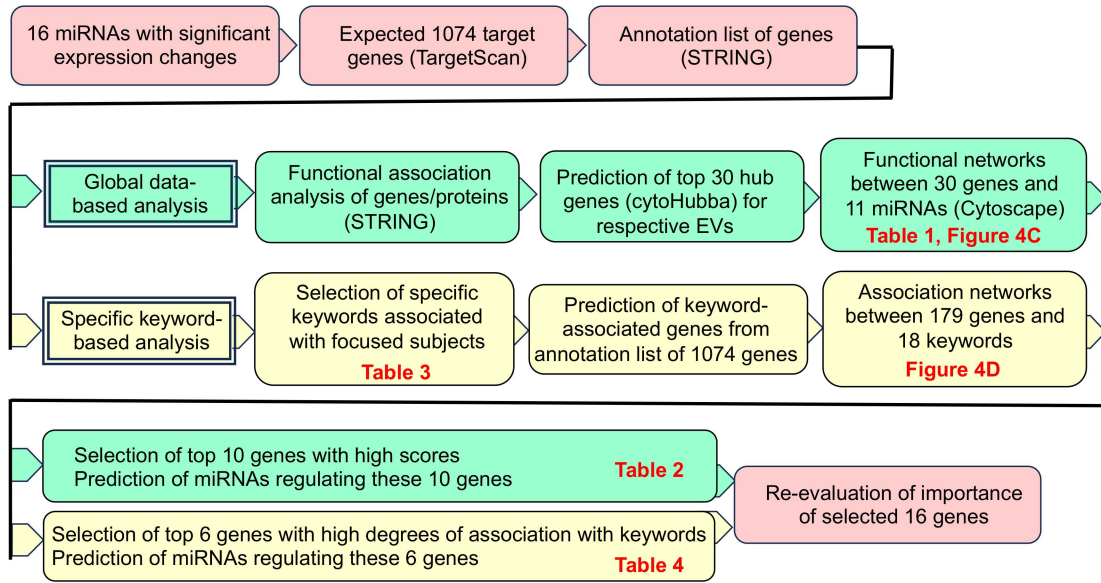 16 miRNAs with significant
expression changes
Expected 1074 target
genes (TargetScan)
Annotation list of genes
(STRING)
Global data-
based analysis
Functional association
analysis of genes/proteins
(STRING)
Prediction of top 30 hub
genes (cytoHubba) for
respective EVs
Functional networks
between 30 genes and
11 miRNAs (Cytoscape)
Table 1, Figure 4C
Specific keyword-
based analysis
Selection of specific
keywords associated
with focused subjects
Table 3
Prediction of keyword-
associated genes from
annotation list of 1074 genes
Association networks
between 179 genes and
18 keywords
Figure 4D
Selection of top 10 genes with high scores
Prediction of miRNAs regulating these 10 genes
Table 2
Selection of top 6 genes with high degrees of association with keywords
Prediction of miRNAs regulating these 6 genes
Table 4
Re-evaluation of importance
of selected 16 genes